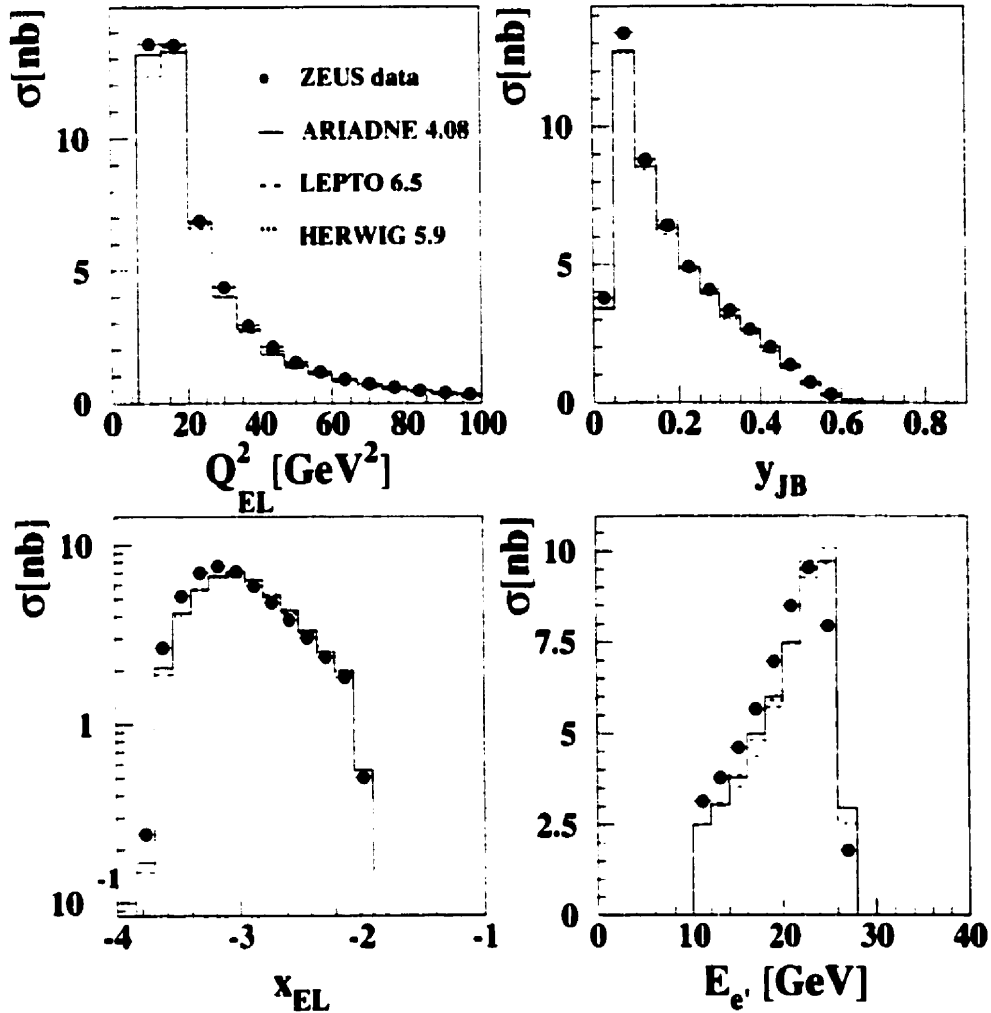 σ[nb]
10
5
0
ZEUS data
ARIADNE 4.08
LEPTO 6.5
HERWIG 5.9
0 20 40 60 80 100
Q²EL [GeV²]
σ[nb]
10
5
0
0 0.2 0.4 0.6 0.8
yJB
σ[nb]
10
1
10 -1
-4 -3 -2 -1
xEL
σ[nb]
10
7.5
5
2.5
0
0 10 20 30 40
Ee' [GeV]